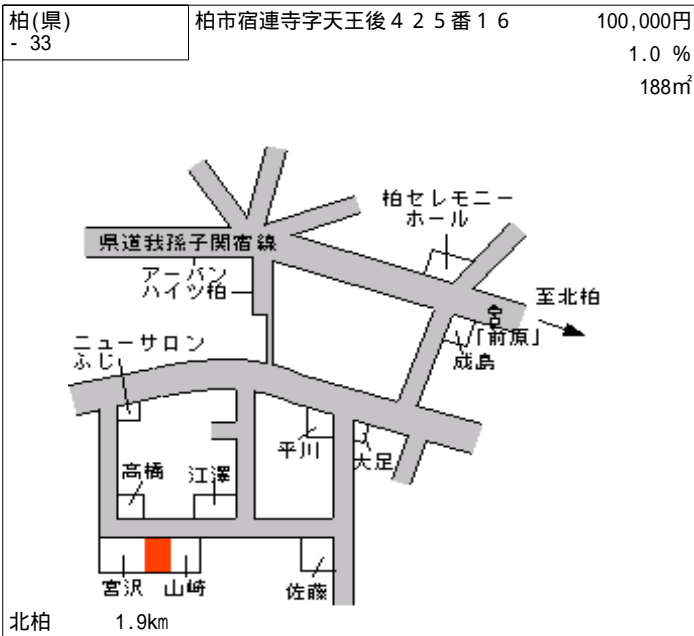 柏(県)
- 33
柏市宿連寺字天王後４２５番１６
100,000円
1.0 %
188㎡
柏セレモニー
ホール
県道我孫子関宿線
アーバン
ハイツ柏
至北柏
「前原」
成島
ニューサロン
ふじ
平川
大足
高橋
江澤
宮沢
山崎
佐藤
北柏
1.9km